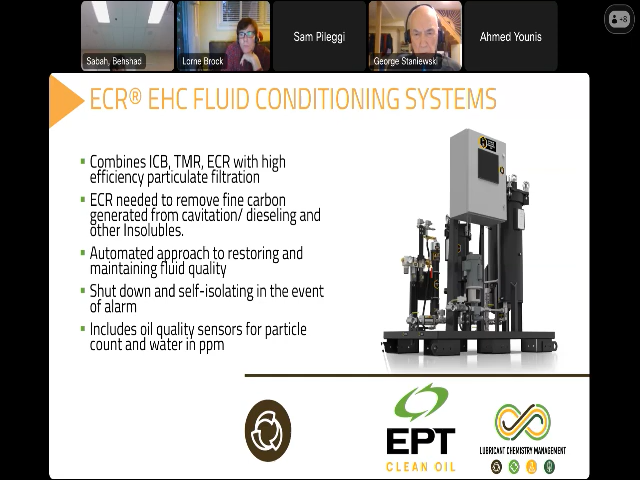 Sabah, Behshad
Lorne Brock
Sam Pileggi
George Staniewski
Ahmed Younis
+8
ECR® EHC FLUID CONDITIONING SYSTEMS
Combines ICB, TMR, ECR with high
efficiency particulate filtration
ECR needed to remove fine carbon
generated from cavitation/ dieseling and
other Insolubles.
Automated approach to restoring and
maintaining fluid quality
Shut down and self-isolating in the event
of alarm
Includes oil quality sensors for particle
count and water in ppm
EPT
CLEAN OIL
LUBRICANT CHEMISTRY MANAGEMENT